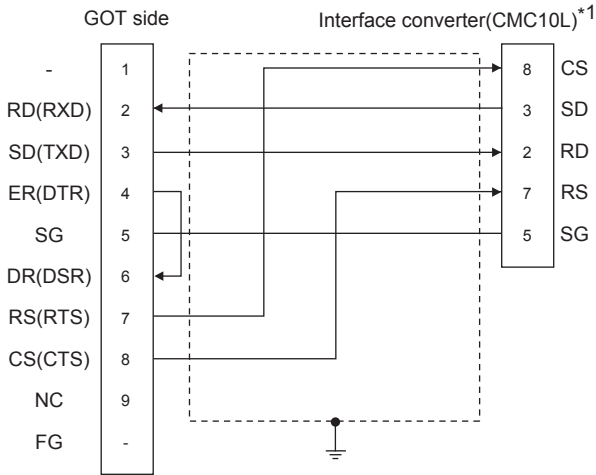 GOT side
Interface converter(CMC10L)*1
- 1 8 CS
RD(RXD) 2 3 SD
SD(TXD) 3 2 RD
ER(DTR) 4 7 RS
SG 5 5 SG
DR(DSR) 6
RS(RTS) 7
CS(CTS) 8
NC 9
FG -